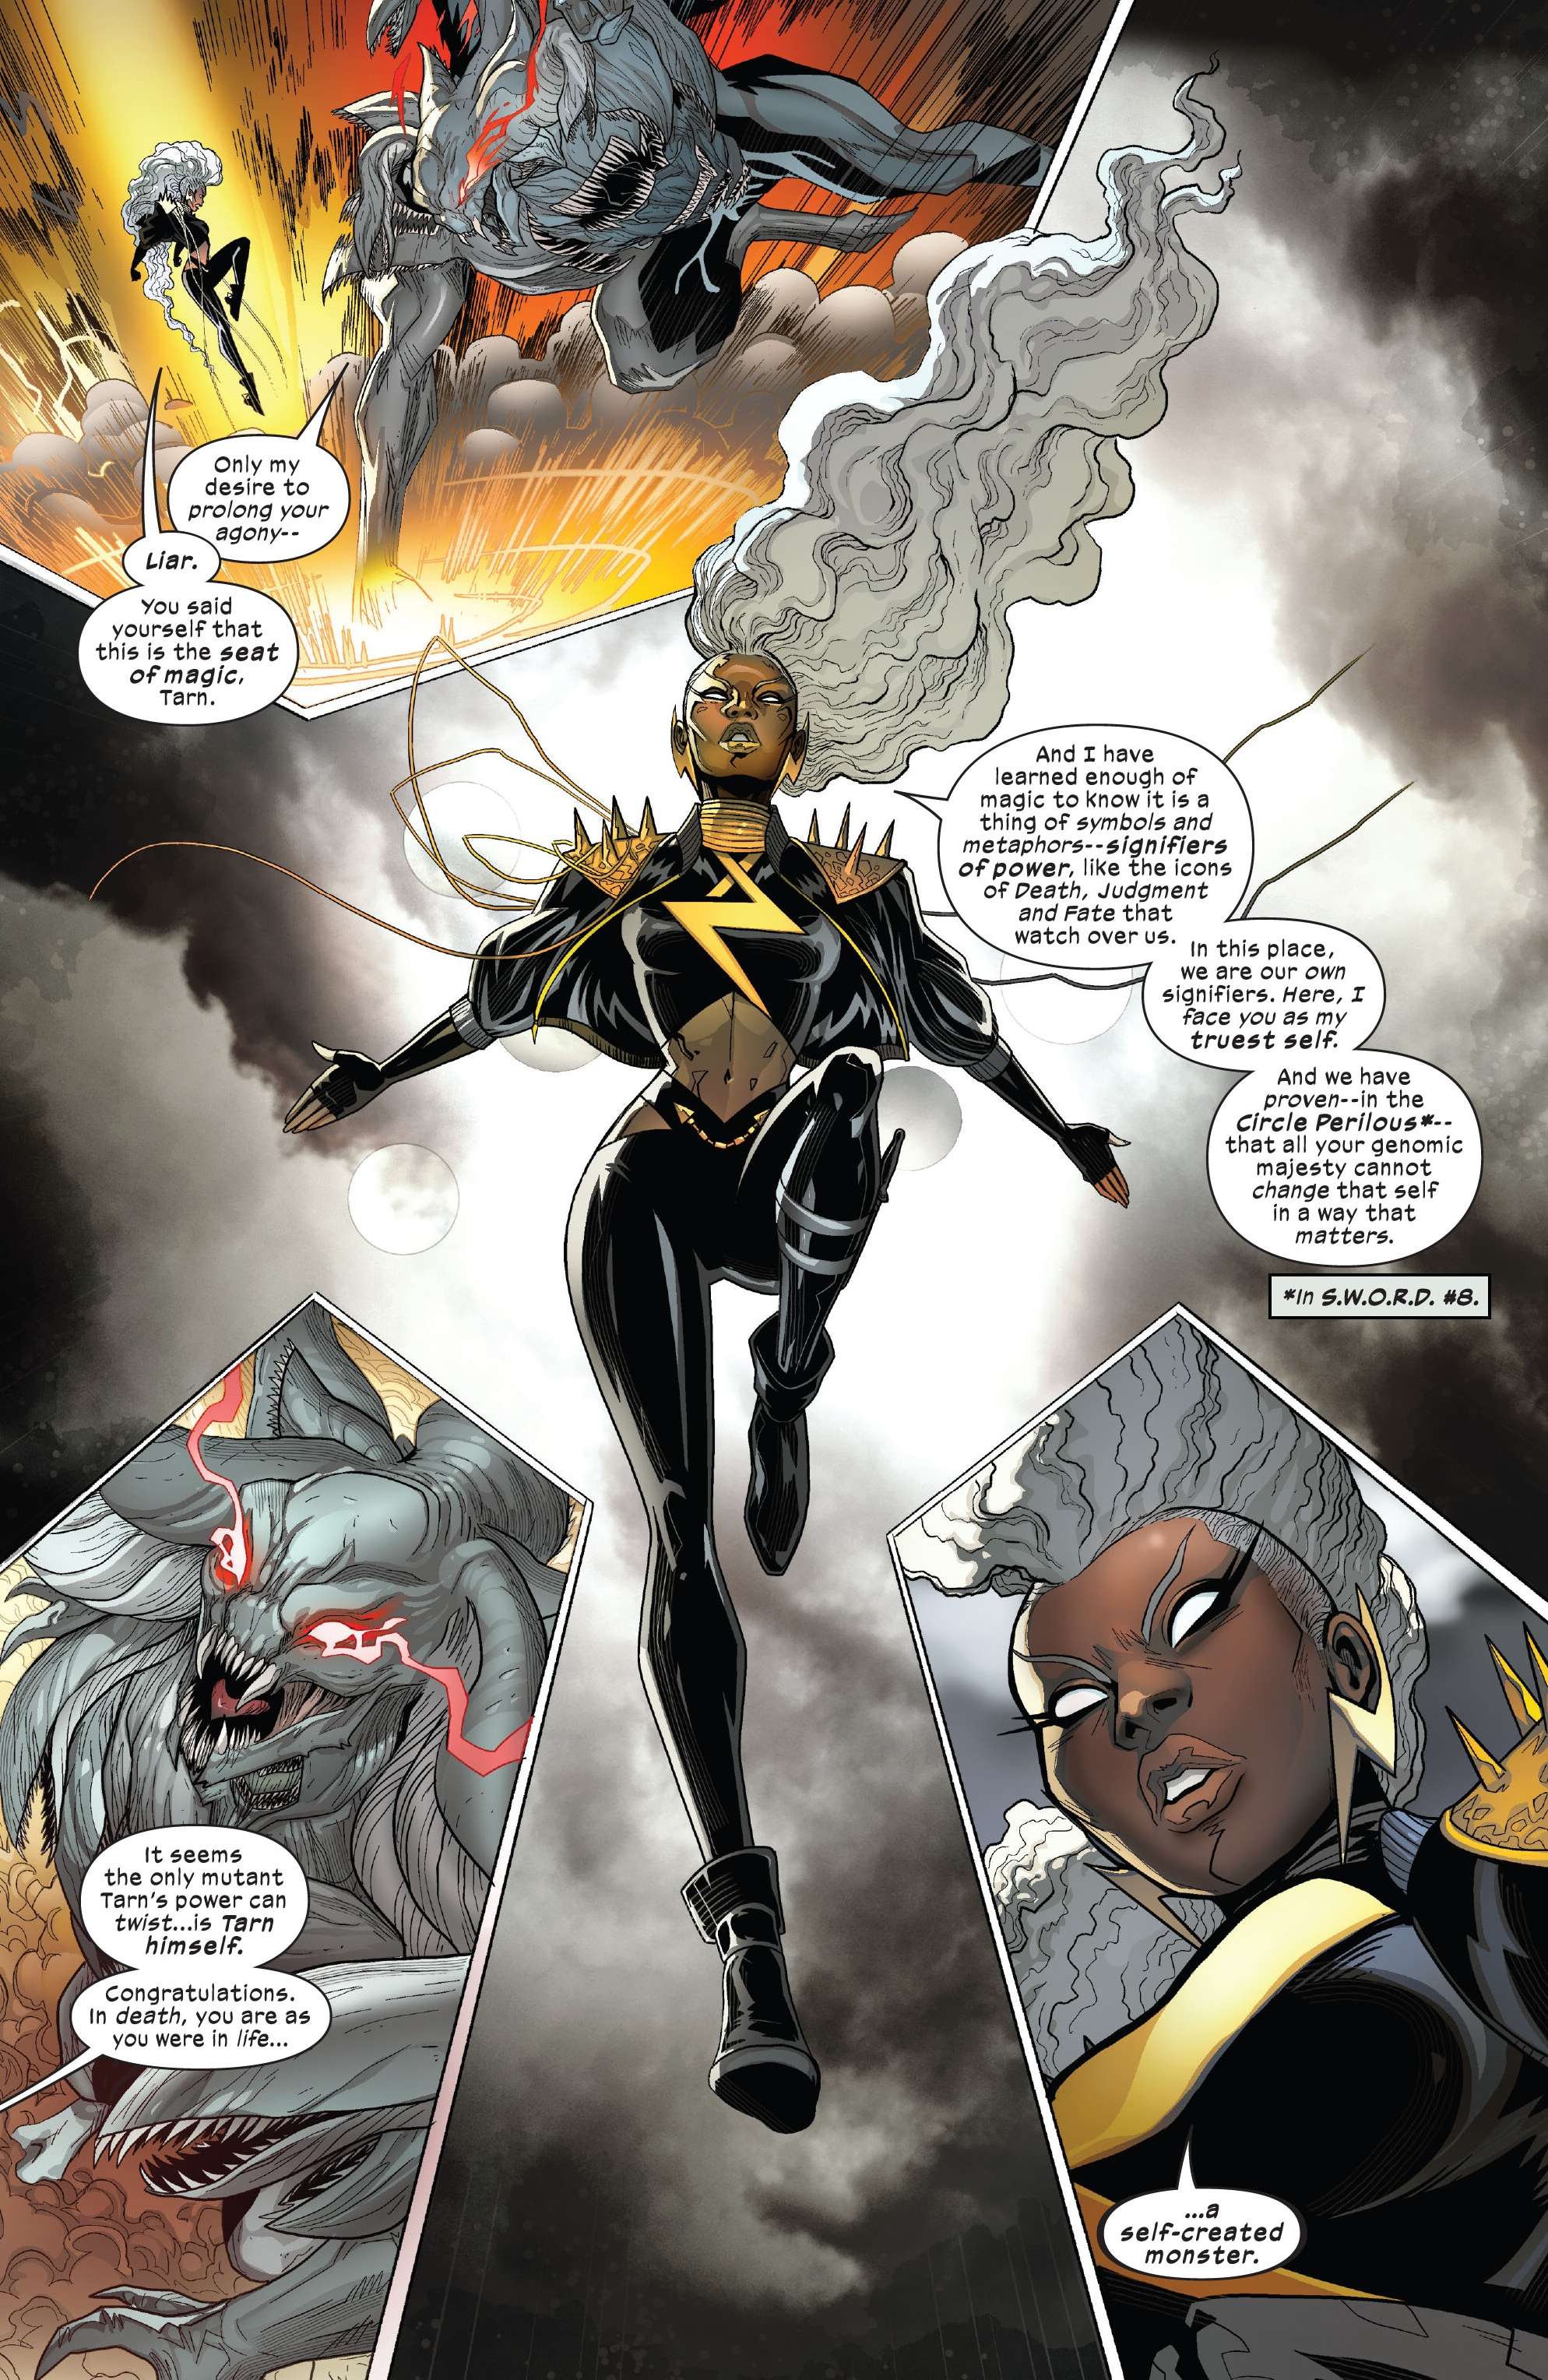 Only my
desire to
prolong your
agony--
Liar.
You said
yourself that
this is the seat
of magic,
Tarn.
And I have
learned enough of
magic to know it is a
thing of symbols and
metaphors--signifiers
of power, like the icons
of Death, Judgment
and Fate that
watch over us.
In this place,
we are our own
signifiers. Here, I
face you as my
truest self.
And we have
proven--in the
Circle Perilous*--
that all your genomic
majesty cannot
change that self
in a way that
matters.
*In S.W.O.R.D. #8.
It seems
the only mutant
Tarn's power can
twist...is Tarn
himself.
Congratulations.
In death, you are as
you were in life...
...a
self-created
monster.